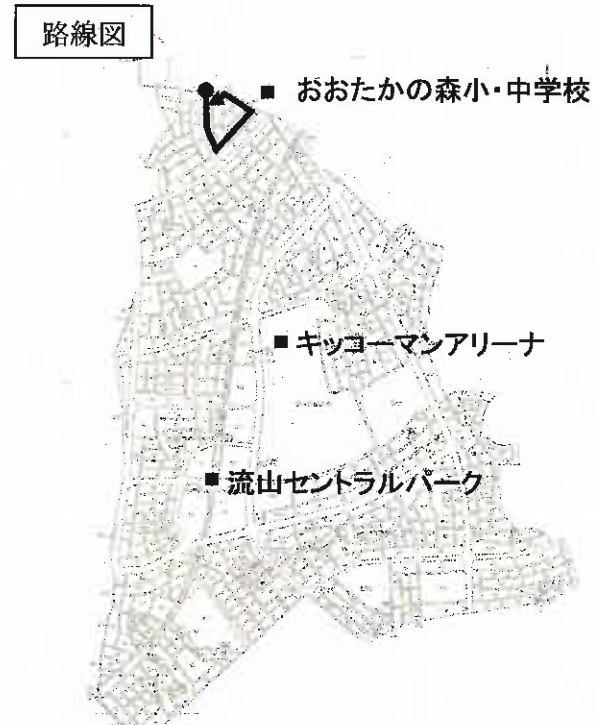 路線図
おおたかの森小・中学校
キッコーマンアリーナ
流山セントラルパーク